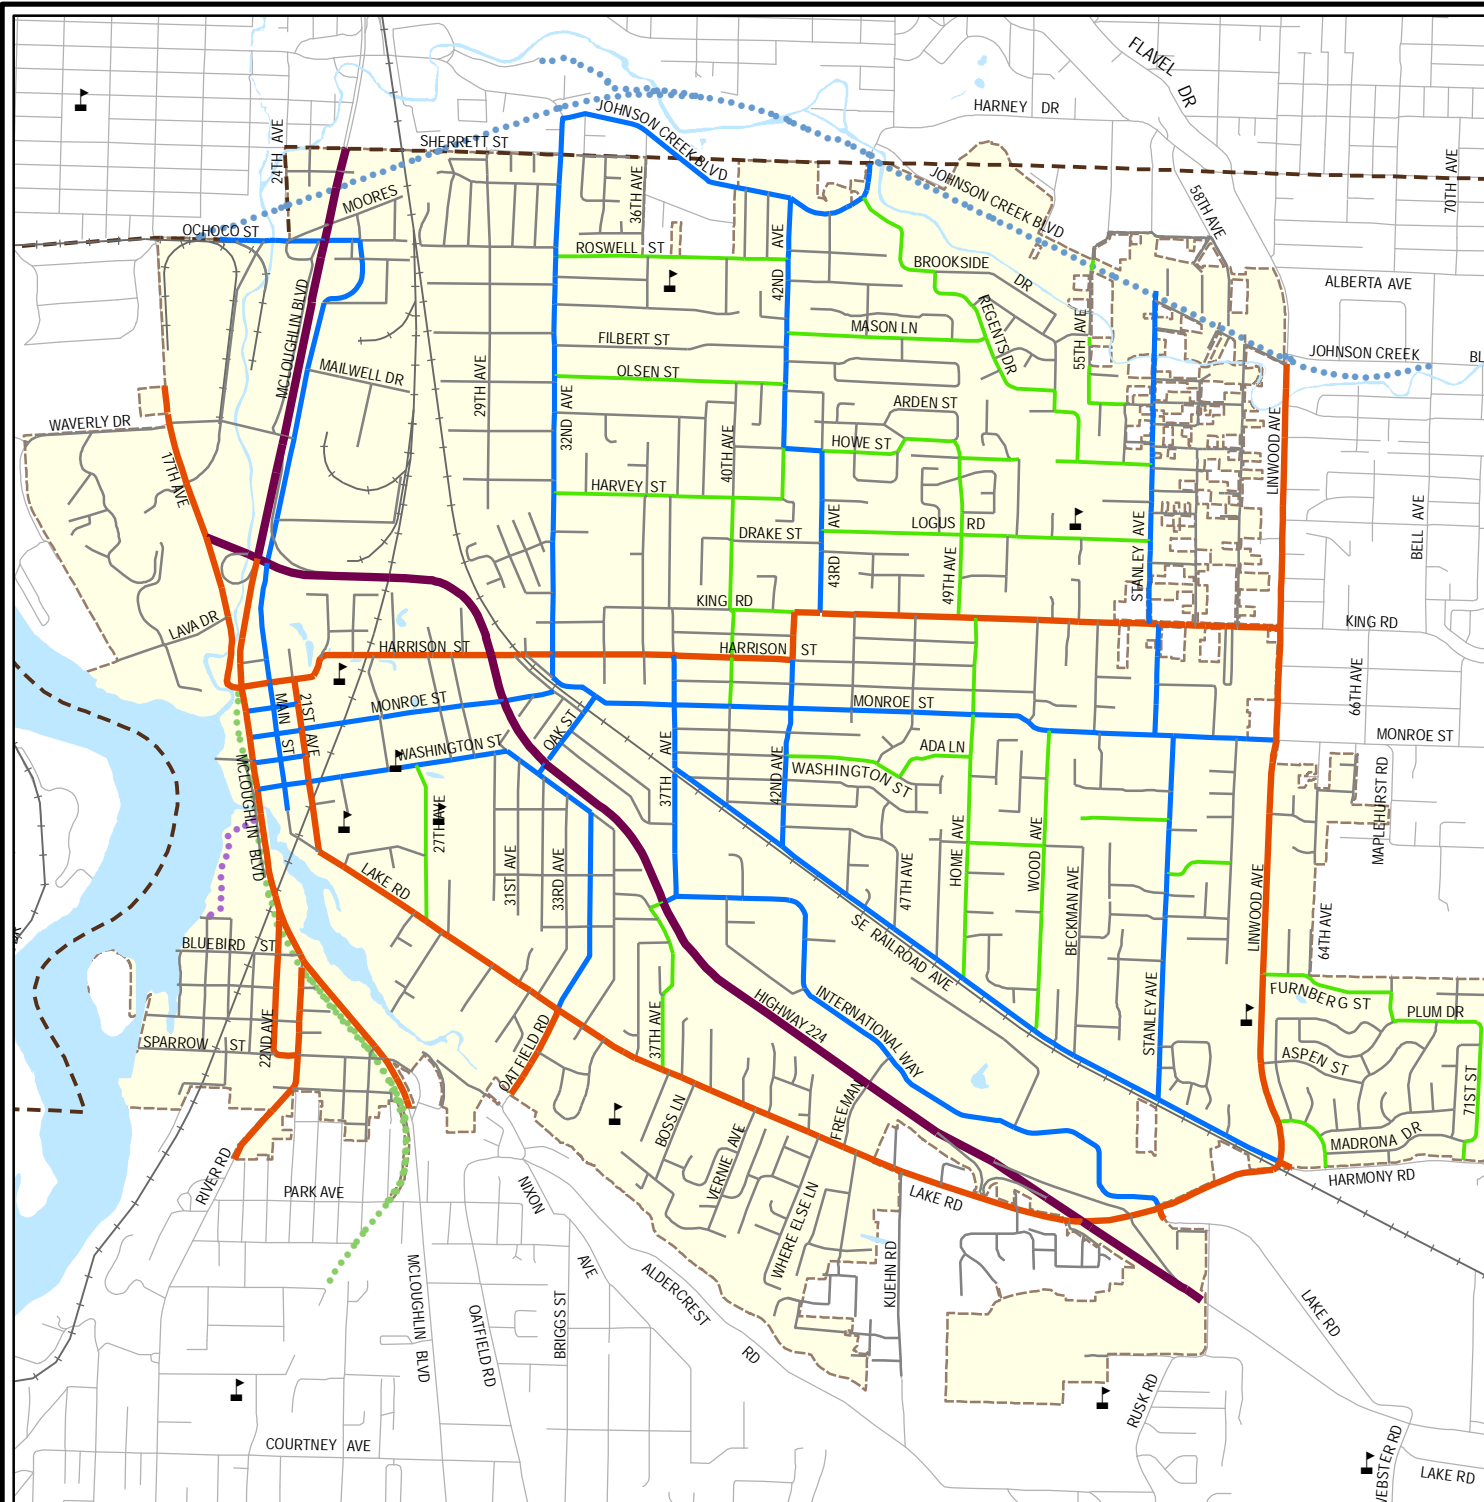 FLAVEL DR
HARNEY DR
24TH AVE
SHERRETT ST
JOHNSON CREEK BLVD
36TH AVE
MOORES
OCHOCO ST
JOHNSON CREEK BLVD
58TH AVE
70TH AVE
ROSWELL ST
42ND AVE
BROOKSIDE DR
ALBERTA AVE
MCLOUGHLIN BLVD
REGENTS DR
55TH AVE
MASON LN
FILBERT ST
JOHNSON CREEK BL
MAILWELL DR
29TH AVE
OLSEN ST
32ND AVE
ARDEN ST
WAVERLY DR
HOWE ST
40TH AVE
LINWOOD AVE
17TH AVE
HARVEY ST
LOGUS RD
DRAKE ST
43RD AVE
STANLEY AVE
BELL AVE
49TH AVE
KING RD
KING RD
LAVA DR
HARRISON ST
HARRISON ST
66TH AVE
MONROE ST
MONROE ST
MONROE ST
MAIN ST
21ST AVE
OAK ST
WASHINGTON ST
ADA LN
37TH AVE
42ND AVE
WASHINGTON ST
MAPLEHURST RD
MCLOUGHLIN BLVD
27TH AVE
HOME AVE
WOOD AVE
LAKE RD
31ST AVE
33RD AVE
47TH AVE
BECKMAN AVE
LINWOOD AVE
64TH AVE
SE RAILROAD AVE
BLUEBIRD ST
FURNBERG ST
INTERNATIONAL WAY
HIGHWAY 224
STANLEY AVE
PLUM DR
22ND AVE
SPARROW ST
37TH AVE
OATFIELD RD
ASPEN ST
71ST ST
BOSS LN
VERNIE AVE
FREEMAN
MADRONA DR
RIVER RD
PARK AVE
NIXON AVE
WHERE ELSE LN
LAKE RD
HARMONY RD
KUEHN RD
MCLOUGHLIN BLVD
OATFIELD RD
BRIGGS ST
ALDERCREST RD
LAKE RD
RUSK RD
COURTNEY AVE
WEBSTER RD
LAKE RD